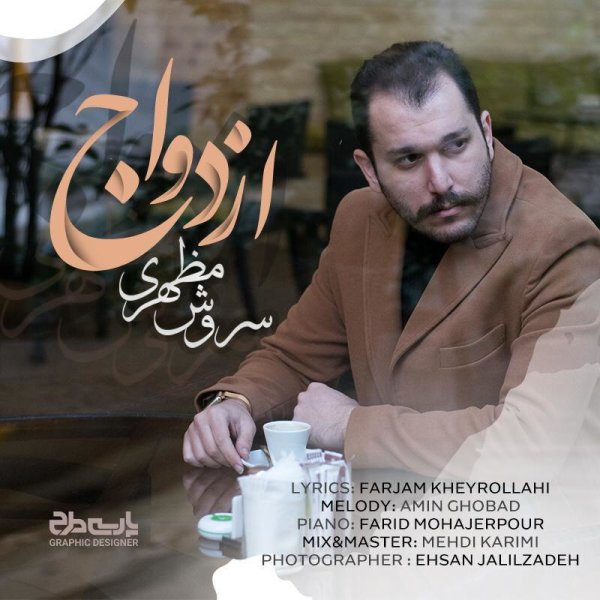 ازدواج
سروش مظهری
LYRICS: FARJAM KHEYROLLAHI
MELODY: AMIN GHOBAD
PIANO: FARID MOHAJERPOUR
MIX&MASTER: MEHDI KARIMI
PHOTOGRAPHER : EHSAN JALILZADEH
GRAPHIC DESIGNER